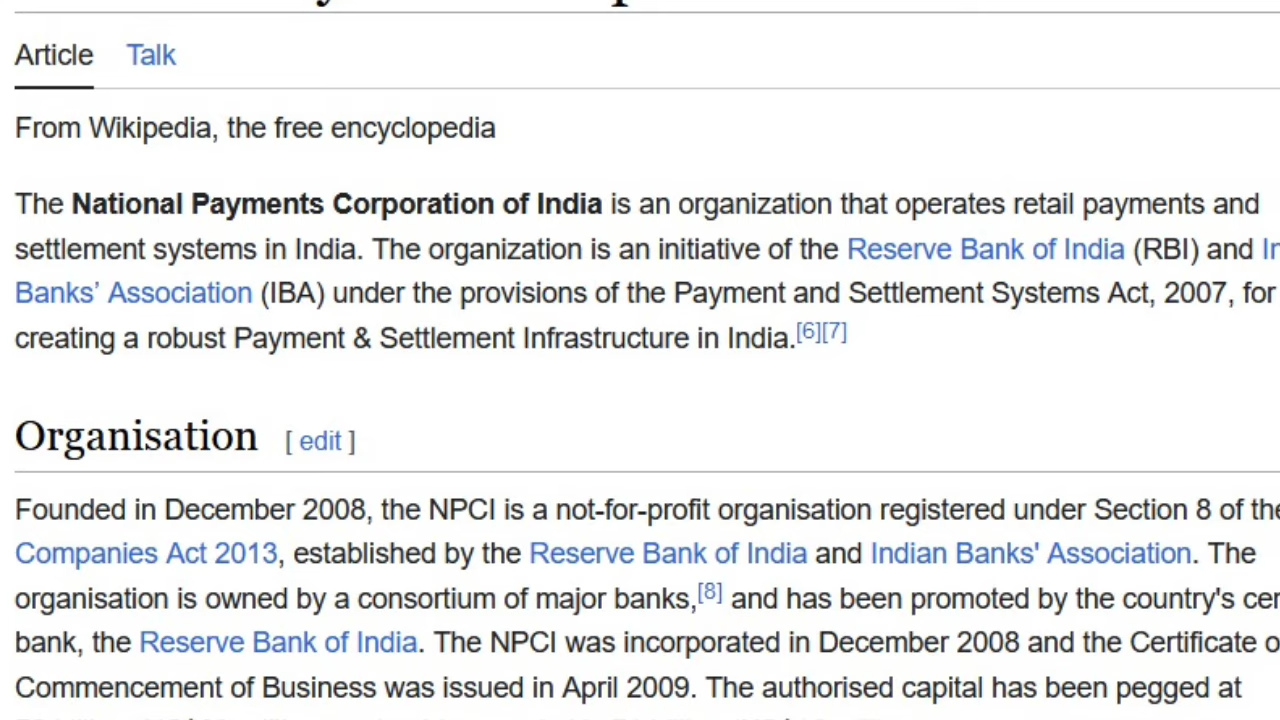 Article Talk
From Wikipedia, the free encyclopedia
The National Payments Corporation of India is an organization that operates retail payments and
settlement systems in India. The organization is an initiative of the Reserve Bank of India (RBI) and
Banks’ Association (IBA) under the provisions of the Payment and Settlement Systems Act, 2007, for
creating a robust Payment & Settlement Infrastructure in India.[6][7]
Organisation [ edit ]
Founded in December 2008, the NPCI is a not-for-profit organisation registered under Section 8 of the
Companies Act 2013, established by the Reserve Bank of India and Indian Banks' Association. The
organisation is owned by a consortium of major banks,[8] and has been promoted by the country's
bank, the Reserve Bank of India. The NPCI was incorporated in December 2008 and the Certificate
Commencement of Business was issued in April 2009. The authorised capital has been pegged at